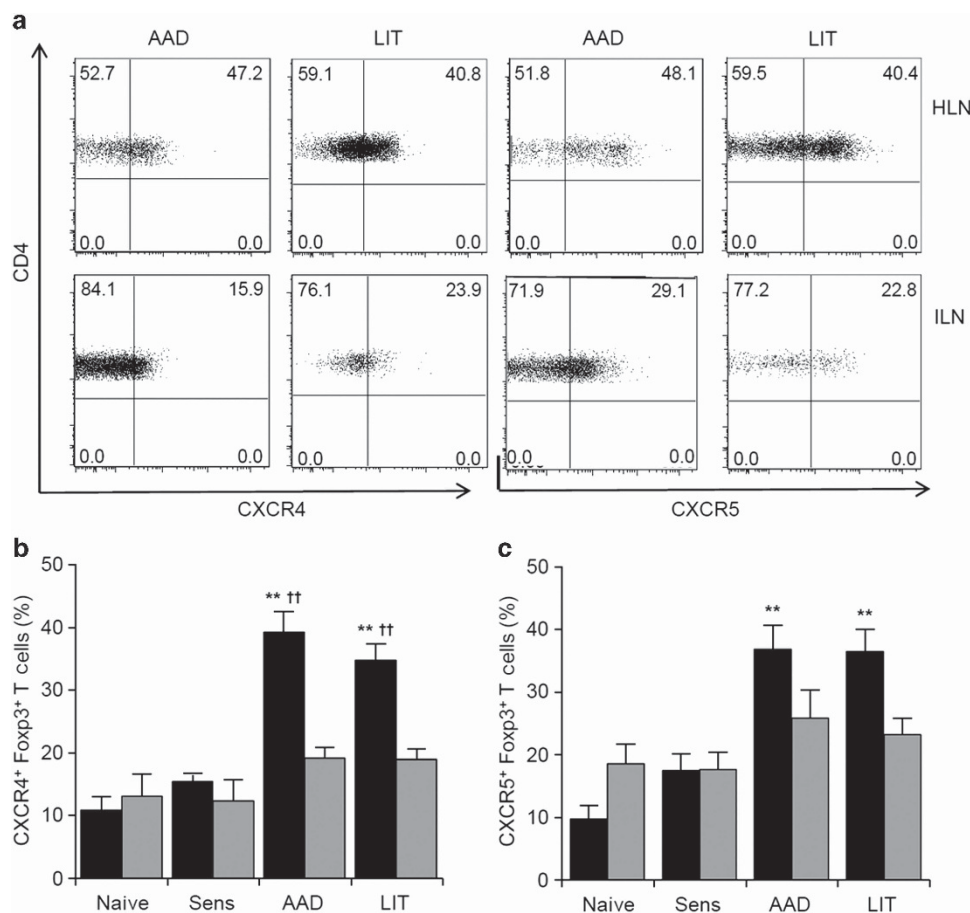 a
AAD LIT AAD LIT
52.7 47.2 59.1 40.8 51.8 48.1 59.5 40.4
HLN
0.0 0.0 0.0 0.0 0.0 0.0 0.0 0.0
CD4
84.1 15.9 76.1 23.9 71.9 29.1 77.2 22.8
ILN
0.0 0.0 0.0 0.0 0.0 0.0 0.0
CXCR4 CXCR5
b
CXCR4⁺ Foxp3⁺ T cells (%)
50
40
30
20
10
0
** ††
** ††
Naive Sens AAD LIT
c
CXCR5⁺ Foxp3⁺ T cells (%)
50
40
30
20
10
0
**
**
Naive Sens AAD LIT